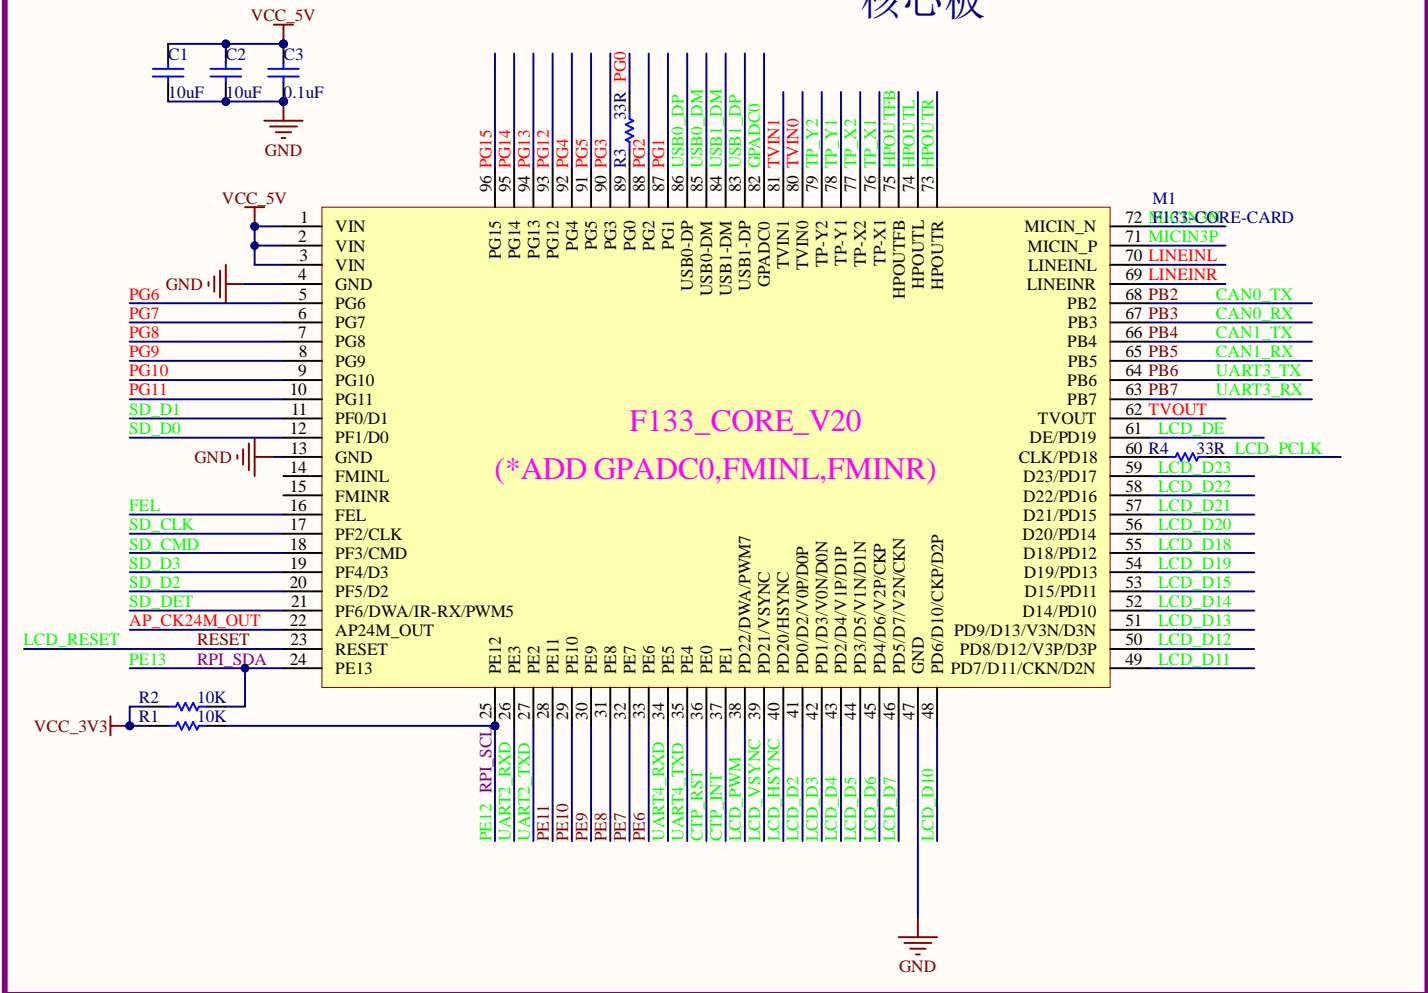 核心板
VCC_5V
C1 C2 C3
10uF 10uF 0.1uF
GND
VCC_5V
96 PG15 PG15
95 PG14 PG14
94 PG13 PG13
93 PG12 PG12
92 PG4 PG4
91 PG5 PG5
90 PG3 PG3
89 R3 33R PG0 PG0
88 PG2 PG2
87 PG1 PG1
86 USB0_DP USB0-DP
85 USB0_DM USB0-DM
84 USB1_DM USB1-DM
83 USB1_DP USB1-DP
82 GPADC0 GPADC0
81 TVIN1 TVIN1
80 TVIN0 TVIN0
79 TP_Y2 TP-Y2
78 TP_Y1 TP-Y1
77 TP_X2 TP-X2
76 TP_X1 TP-X1
75 HPOUTFB HPOUTFB
74 HPOUTL HPOUTL
73 HPOUTR HPOUTR
1 VIN
2 VIN
3 VIN
GND 4 GND
PG6 5 PG6
PG7 6 PG7
PG8 7 PG8
PG9 8 PG9
PG10 9 PG10
PG11 10 PG11
SD_D1 11 PF0/D1
SD_D0 12 PF1/D0
GND 13 GND
14 FMINL
15 FMINR
FEL 16 FEL
SD_CLK 17 PF2/CLK
SD_CMD 18 PF3/CMD
SD_D3 19 PF4/D3
SD_D2 20 PF5/D2
SD_DET 21 PF6/DWA/IR-RX/PWM5
AP_CK24M_OUT 22 AP24M_OUT
LCD_RESET RESET 23 RESET
PE13 RPI_SDA 24 PE13
F133_CORE_V20
(*ADD GPADC0,FMINL,FMINR)
M1
F133-CORE-CARD
MICIN_N 72
MICIN_P 71 MICIN3P
LINEINL 70 LINEINL
LINEINR 69 LINEINR
PB2 68 PB2 CAN0_TX
PB3 67 PB3 CAN0_RX
PB4 66 PB4 CAN1_TX
PB5 65 PB5 CAN1_RX
PB6 64 PB6 UART3_TX
PB7 63 PB7 UART3_RX
TVOUT 62 TVOUT
DE/PD19 61 LCD_DE
CLK/PD18 60 R4 33R LCD_PCLK
D23/PD17 59 LCD_D23
D22/PD16 58 LCD_D22
D21/PD15 57 LCD_D21
D20/PD14 56 LCD_D20
D18/PD12 55 LCD_D18
D19/PD13 54 LCD_D19
D15/PD11 53 LCD_D15
D14/PD10 52 LCD_D14
PD9/D13/V3N/D3N 51 LCD_D13
PD8/D12/V3P/D3P 50 LCD_D12
PD7/D11/CKN/D2N 49 LCD_D11
R2 10K
R1 10K
VCC_3V3
PE12 25 RPI_SCL PE12
PE3 26 UART2_RXD
PE2 27 UART2_TXD
PE11 28 PE11
PE10 29 PE10
PE9 30 PE9
PE8 31 PE8
PE7 32 PE7
PE6 33 PE6
PE5 34 UART4_RXD
PE4 35 UART4_TXD
PE0 36 CTP_RST
PE1 37 CTP_INT
PD22/DWA/PWM7 38 LCD_PWM
PD21/VSYNC 39 LCD_VSYNC
PD20/HSYNC 40 LCD_HSYNC
PD0/D2/V0P/D0P 41 LCD_D2
PD1/D3/V0N/D0N 42 LCD_D3
PD2/D4/V1P/D1P 43 LCD_D4
PD3/D5/V1N/D1N 44 LCD_D5
PD4/D6/V2P/CKP 45 LCD_D6
PD5/D7/V2N/CKN 46 LCD_D7
GND 47
PD6/D10/CKP/D2P 48 LCD_D10
GND